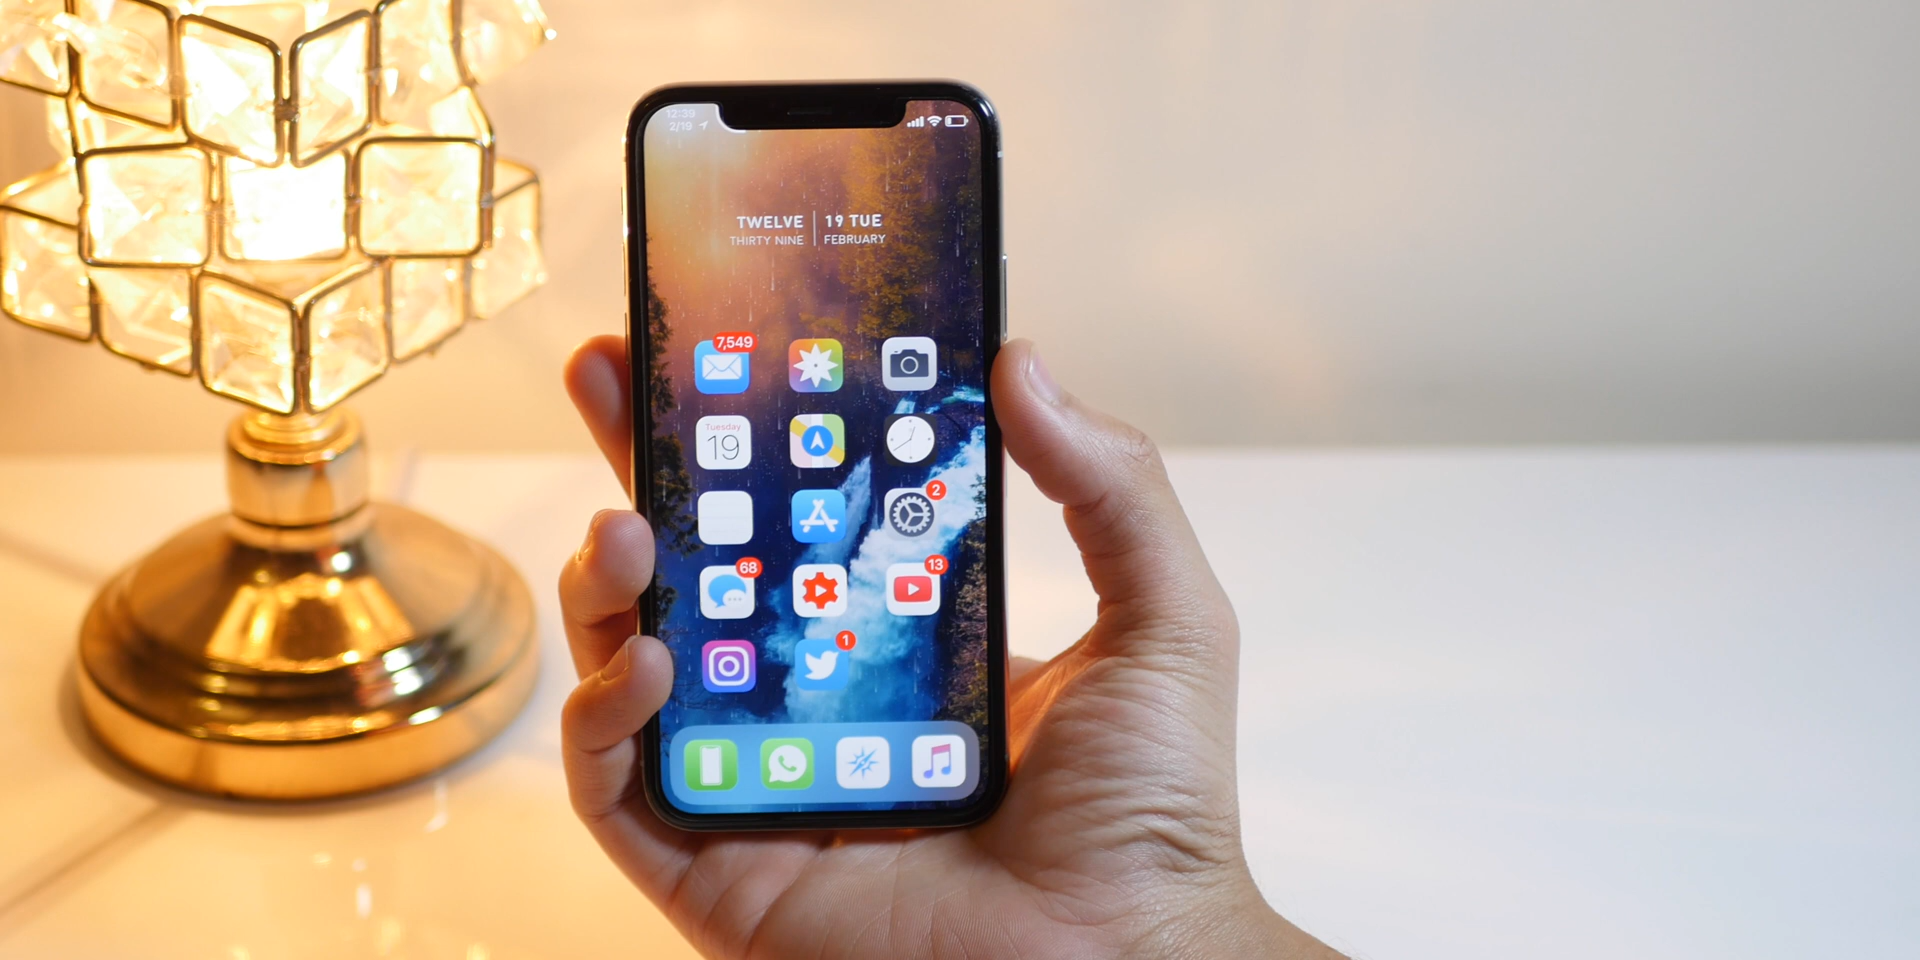 12:39
2/19
TWELVE
THIRTY NINE
19 TUE
FEBRUARY
7,549
Tuesday
19
2
68
13
1